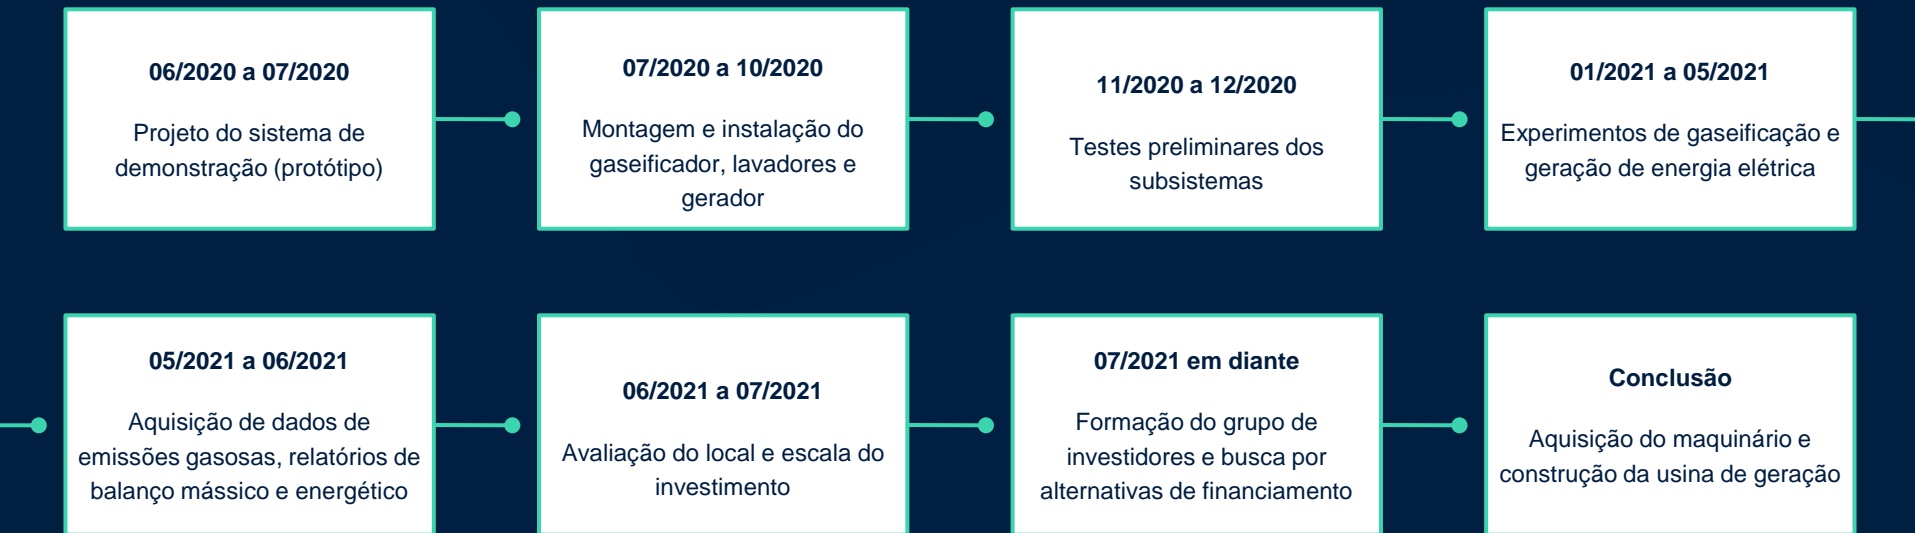 06/2020 a 07/2020
Projeto do sistema de
demonstração (protótipo)
07/2020 a 10/2020
Montagem e instalação do
gaseificador, lavadores e
gerador
11/2020 a 12/2020
Testes preliminares dos
subsistemas
01/2021 a 05/2021
Experimentos de gaseificação e
geração de energia elétrica
05/2021 a 06/2021
Aquisição de dados de
emissões gasosas, relatórios de
balanço mássico e energético
06/2021 a 07/2021
Avaliação do local e escala do
investimento
07/2021 em diante
Formação do grupo de
investidores e busca por
alternativas de financiamento
Conclusão
Aquisição do maquinário e
construção da usina de geração